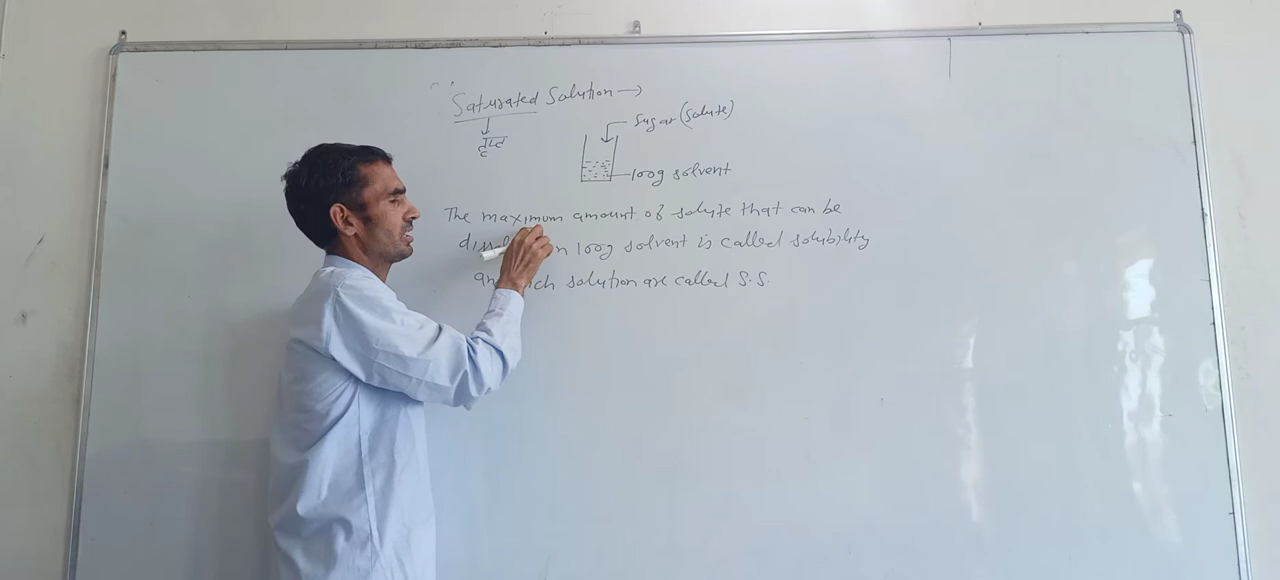 Saturated Solution →
तृप्त
Sugar (Solute)
100g solvent
The maximum amount of solute that can be
in 100g solvent is called solubility
solution are called S.S.